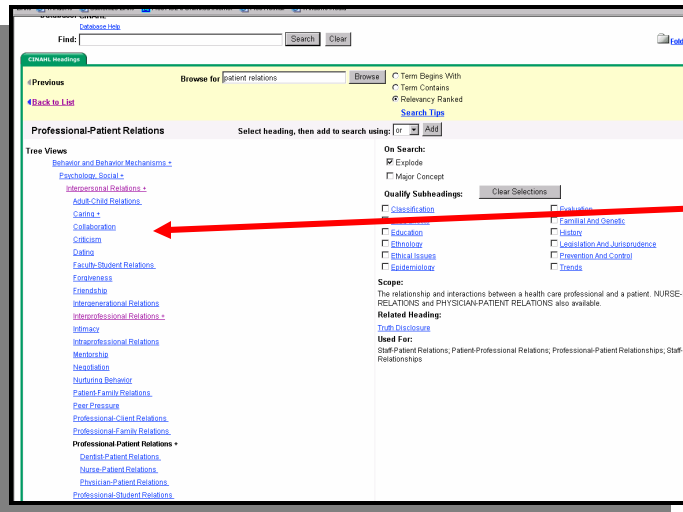 Database Help
Find: Search Clear
Fold
CINAHL Headings
Previous
Browse for patient relations Browse
Term Begins With
Term Contains
Relevancy Ranked
Back to List
Search Tips
Professional-Patient Relations
Select heading, then add to search using: or Add
Tree Views
Behavior and Behavior Mechanisms +
Psychology, Social +
Interpersonal Relations +
Adult-Child Relations
Caring +
Collaboration
Criticism
Dating
Faculty-Student Relations
Forgiveness
Friendship
Intergenerational Relations
Interprofessional Relations +
Intimacy
Intraprofessional Relations
Mentorship
Negotiation
Nurturing Behavior
Patient-Family Relations
Peer Pressure
Professional-Client Relations
Professional-Family Relations
Professional-Patient Relations +
Dentist-Patient Relations
Nurse-Patient Relations
Physician-Patient Relations
Professional-Student Relations
On Search:
Explode
Major Concept
Qualify Subheadings: Clear Selections
Classification
Evaluation
Familial And Genetic
Education
History
Ethnology
Legislation And Jurisprudence
Ethical Issues
Prevention And Control
Epidemiology
Trends
Scope:
The relationship and interactions between a health care professional and a patient. NURSE-
RELATIONS and PHYSICIAN-PATIENT RELATIONS also available.
Related Heading:
Truth Disclosure
Used For:
Staff-Patient Relations; Patient-Professional Relations; Professional-Patient Relationships; Staff-
Relationships